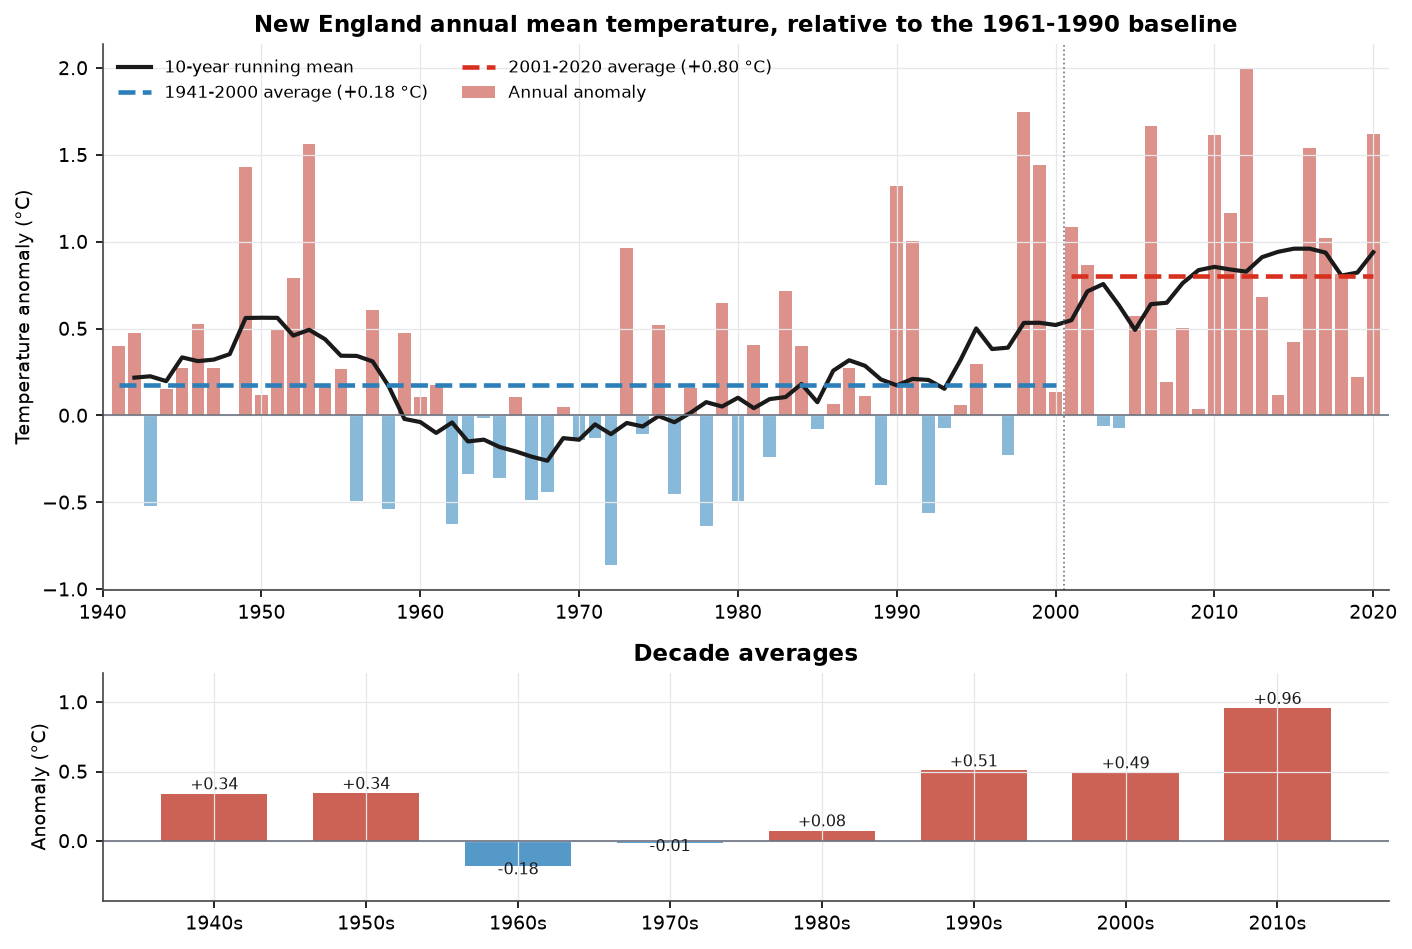 New England annual mean temperature, relative to the 1961-1990 baseline
10-year running mean
1941-2000 average (+0.18 °C)
2001-2020 average (+0.80 °C)
Annual anomaly
Temperature anomaly (°C)
2.0
1.5
1.0
0.5
0.0
−0.5
−1.0
1940 1950 1960 1970 1980 1990 2000 2010 2020
Decade averages
Anomaly (°C)
1.0
0.5
0.0
+0.34 +0.34 -0.18 -0.01 +0.08 +0.51 +0.49 +0.96
1940s 1950s 1960s 1970s 1980s 1990s 2000s 2010s